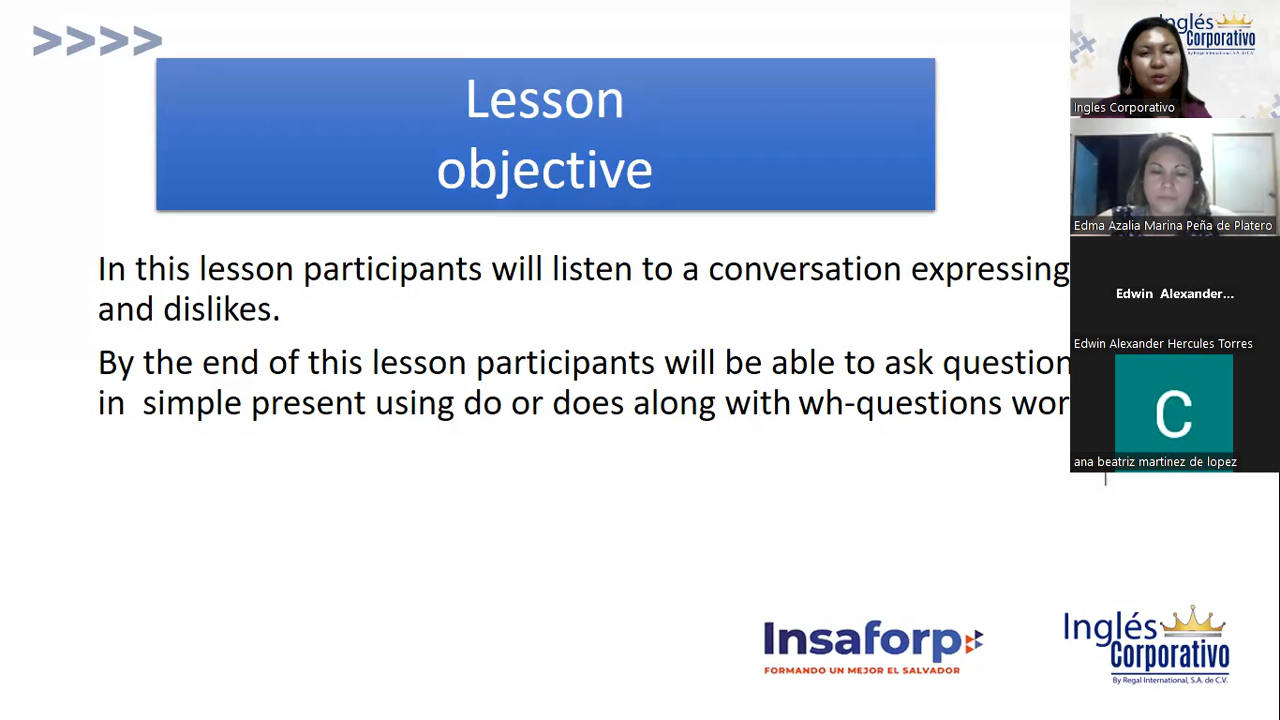 >>>>
Lesson
objective
In this lesson participants will listen to a conversation expressing
and dislikes.
By the end of this lesson participants will be able to ask question
in simple present using do or does along with wh-questions wor
Inglés
Corporativo
Ingles Corporativo
Edma Azalia Marina Peña de Platero
Edwin Alexander...
Edwin Alexander Hercules Torres
C
ana beatriz martinez de lopez
Insaforp
FORMANDO UN MEJOR EL SALVADOR
Inglés
Corporativo
By Regal International, S.A. de C.V.